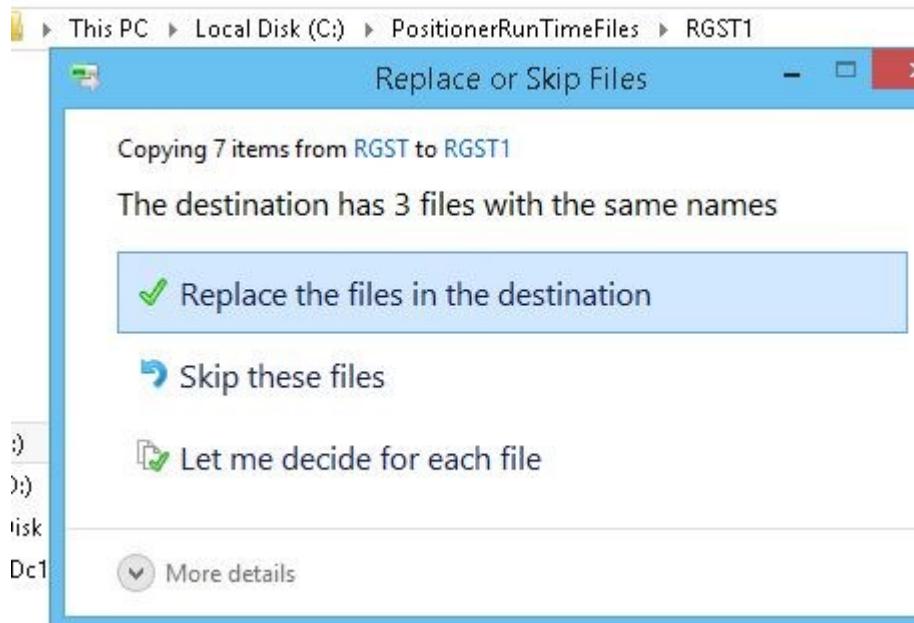 This PC ▸ Local Disk (C:) ▸ PositionerRunTimeFiles ▸ RGST1
Replace or Skip Files
Copying 7 items from RGST to RGST1
The destination has 3 files with the same names
Replace the files in the destination
Skip these files
Let me decide for each file
:)
):)
isk
Dc1
More details